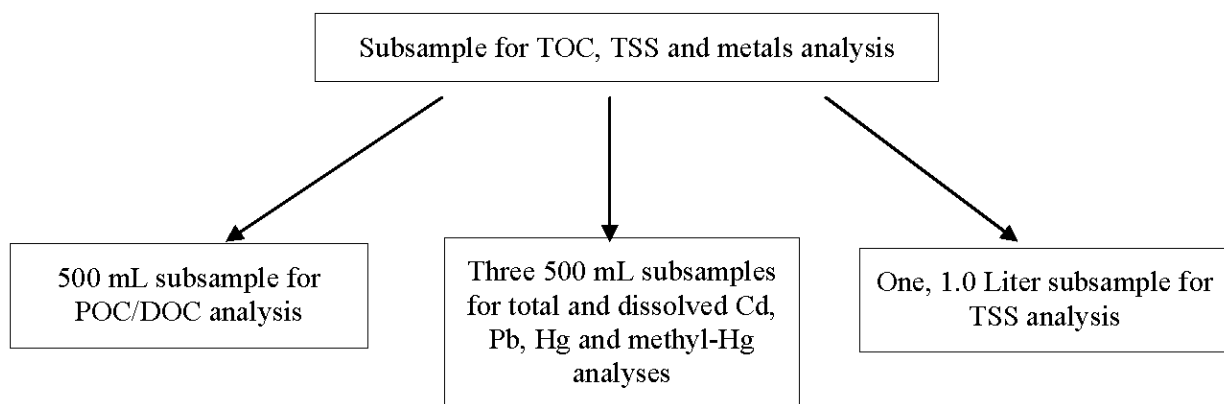 Subsample for TOC, TSS and metals analysis
500 mL subsample for
POC/DOC analysis
Three 500 mL subsamples
for total and dissolved Cd,
Pb, Hg and methyl-Hg
analyses
One, 1.0 Liter subsample for
TSS analysis